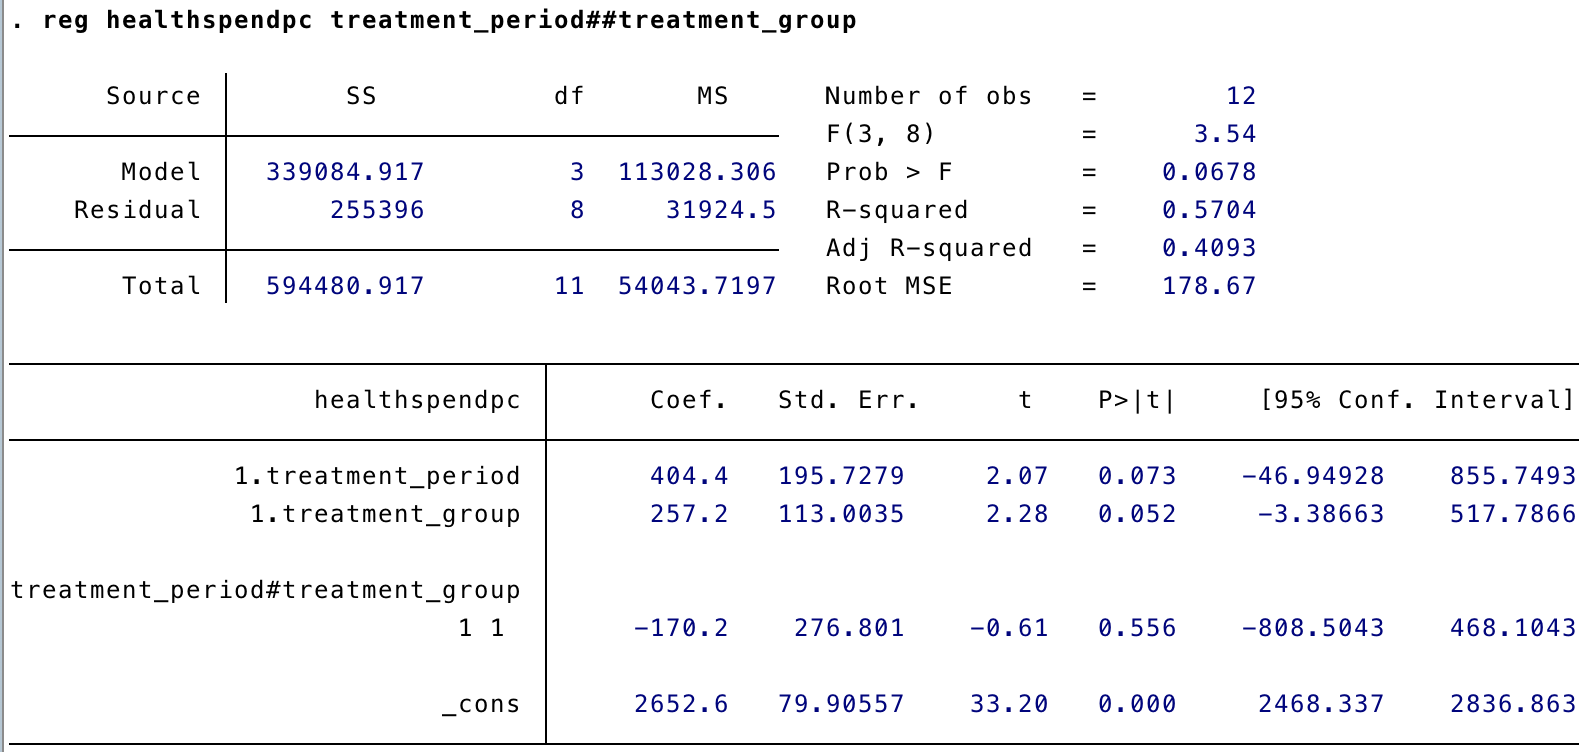 . reg healthspendpc treatment_period##treatment_group
Source SS df MS Number of obs = 12
F(3, 8) = 3.54
Model 339084.917 3 113028.306 Prob > F = 0.0678
Residual 255396 8 31924.5 R-squared = 0.5704
Adj R-squared = 0.4093
Total 594480.917 11 54043.7197 Root MSE = 178.67
healthspendpc Coef. Std. Err. t P>|t| [95% Conf. Interval]
1.treatment_period 404.4 195.7279 2.07 0.073 -46.94928 855.7493
1.treatment_group 257.2 113.0035 2.28 0.052 -3.38663 517.7866
treatment_period#treatment_group
1 1 -170.2 276.801 -0.61 0.556 -808.5043 468.1043
_cons 2652.6 79.90557 33.20 0.000 2468.337 2836.863